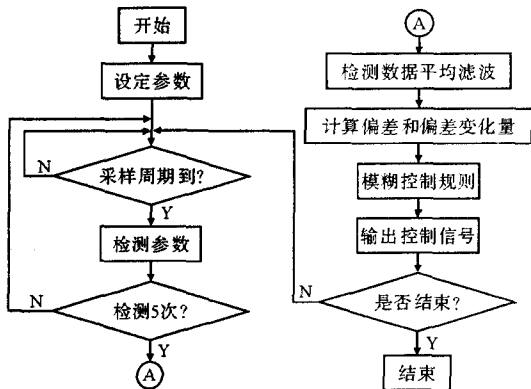 开始
设定参数
N
采样周期到?
Y
检测参数
N
检测5次?
Y
A
A
检测数据平均滤波
计算偏差和偏差变化量
模糊控制规则
输出控制信号
N
是否结束?
Y
结束